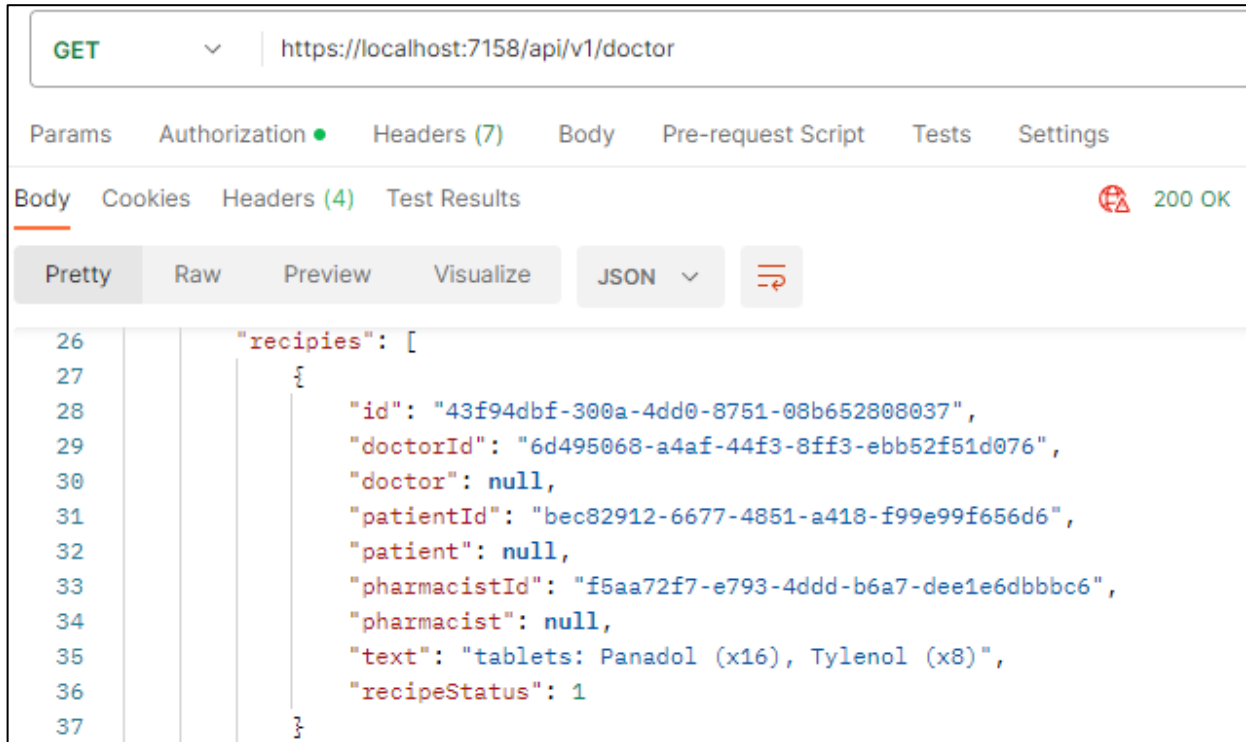 GET https://localhost:7158/api/v1/doctor
Params Authorization Headers (7) Body Pre-request Script Tests Settings
Body Cookies Headers (4) Test Results 200 OK
Pretty Raw Preview Visualize JSON
26 "recipies": [
27 {
28 "id": "43f94dbf-300a-4dd0-8751-08b652808037",
29 "doctorId": "6d495068-a4af-44f3-8ff3-ebb52f51d076",
30 "doctor": null,
31 "patientId": "bec82912-6677-4851-a418-f99e99f656d6",
32 "patient": null,
33 "pharmacistId": "f5aa72f7-e793-4ddd-b6a7-dee1e6dbbbc6",
34 "pharmacist": null,
35 "text": "tablets: Panadol (x16), Tylenol (x8)",
36 "recipeStatus": 1
37 }